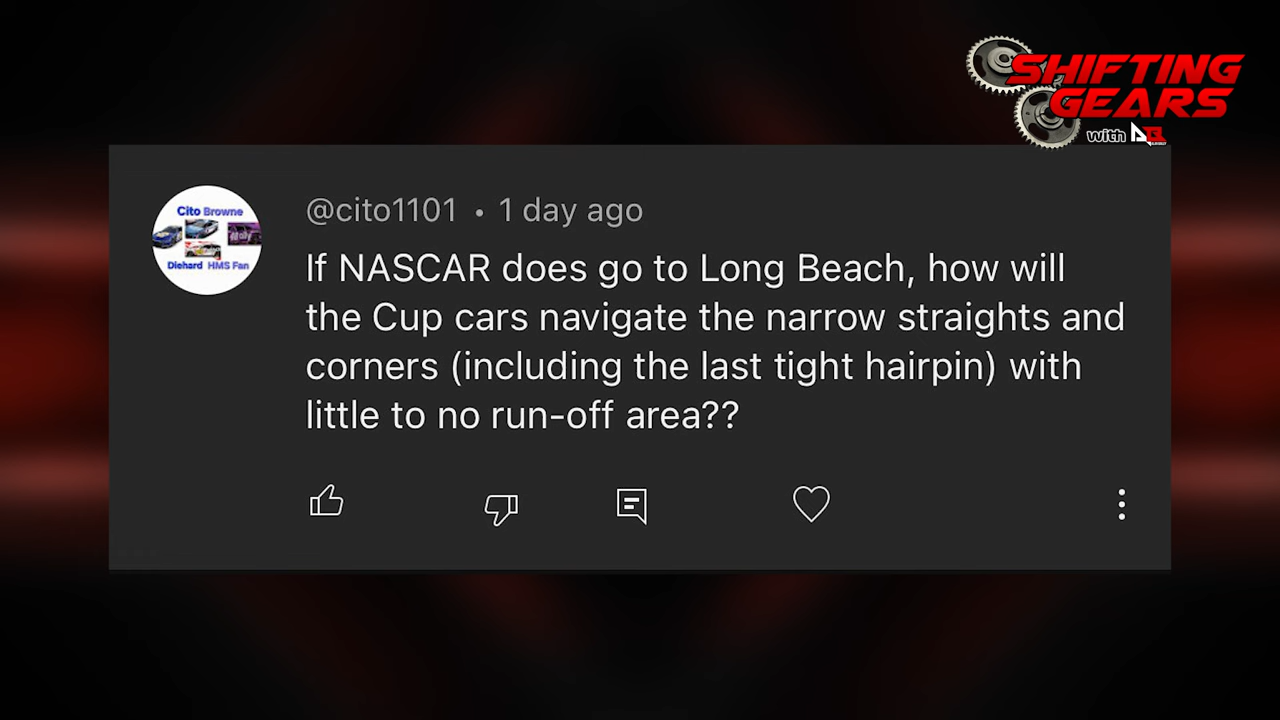 SHIFTING
GEARS
with
Cito Browne
Diehard HMS Fan
@cito1101 • 1 day ago
If NASCAR does go to Long Beach, how will
the Cup cars navigate the narrow straights and
corners (including the last tight hairpin) with
little to no run-off area??